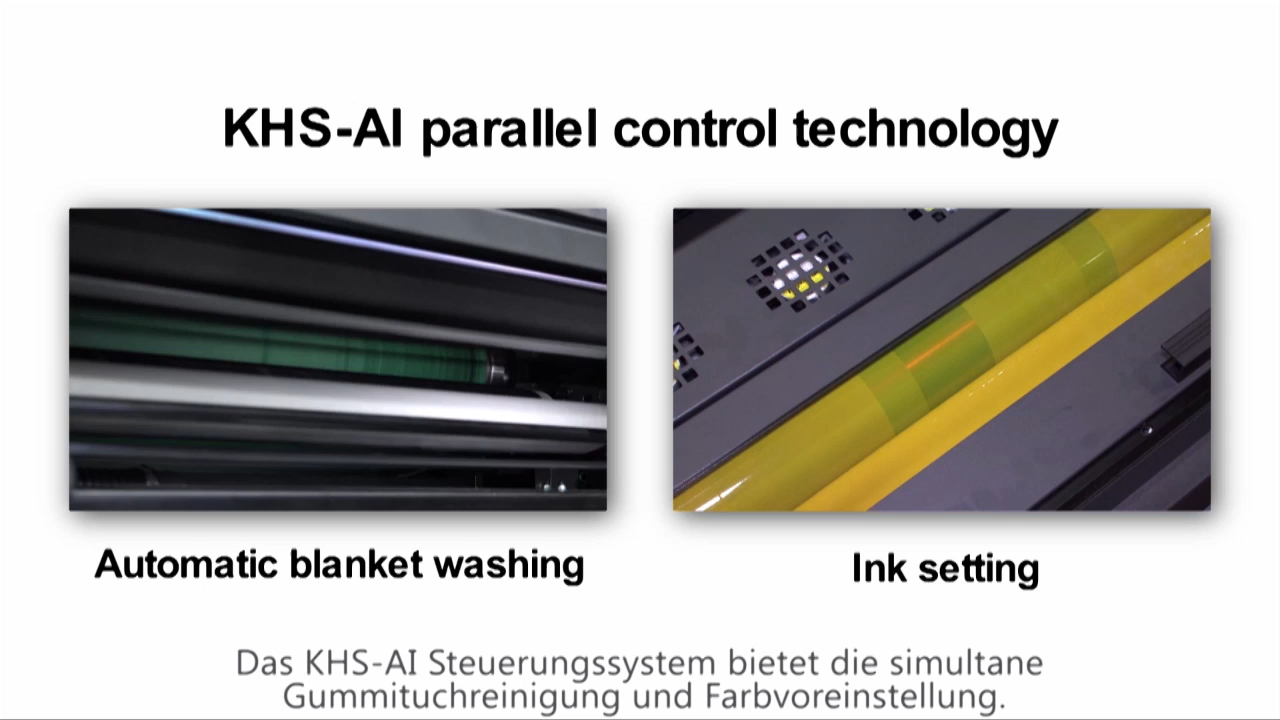 KHS-AI parallel control technology
Automatic blanket washing
Ink setting
Das KHS-AI Steuerungssystem bietet die simultane
Gummituchreinigung und Farbvoreinstellung.